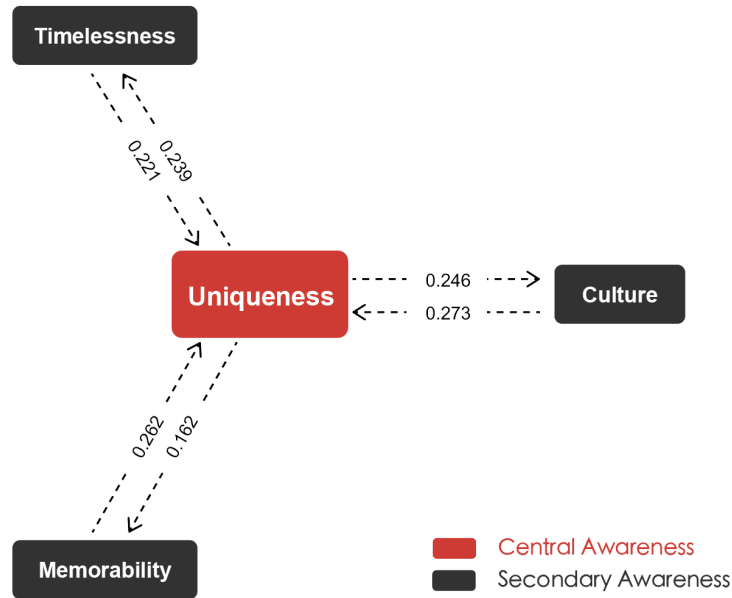 Timelessness
0.221
0.239
Uniqueness
0.246
0.273
Culture
0.262
0.162
Memorability
Central Awareness
Secondary Awareness